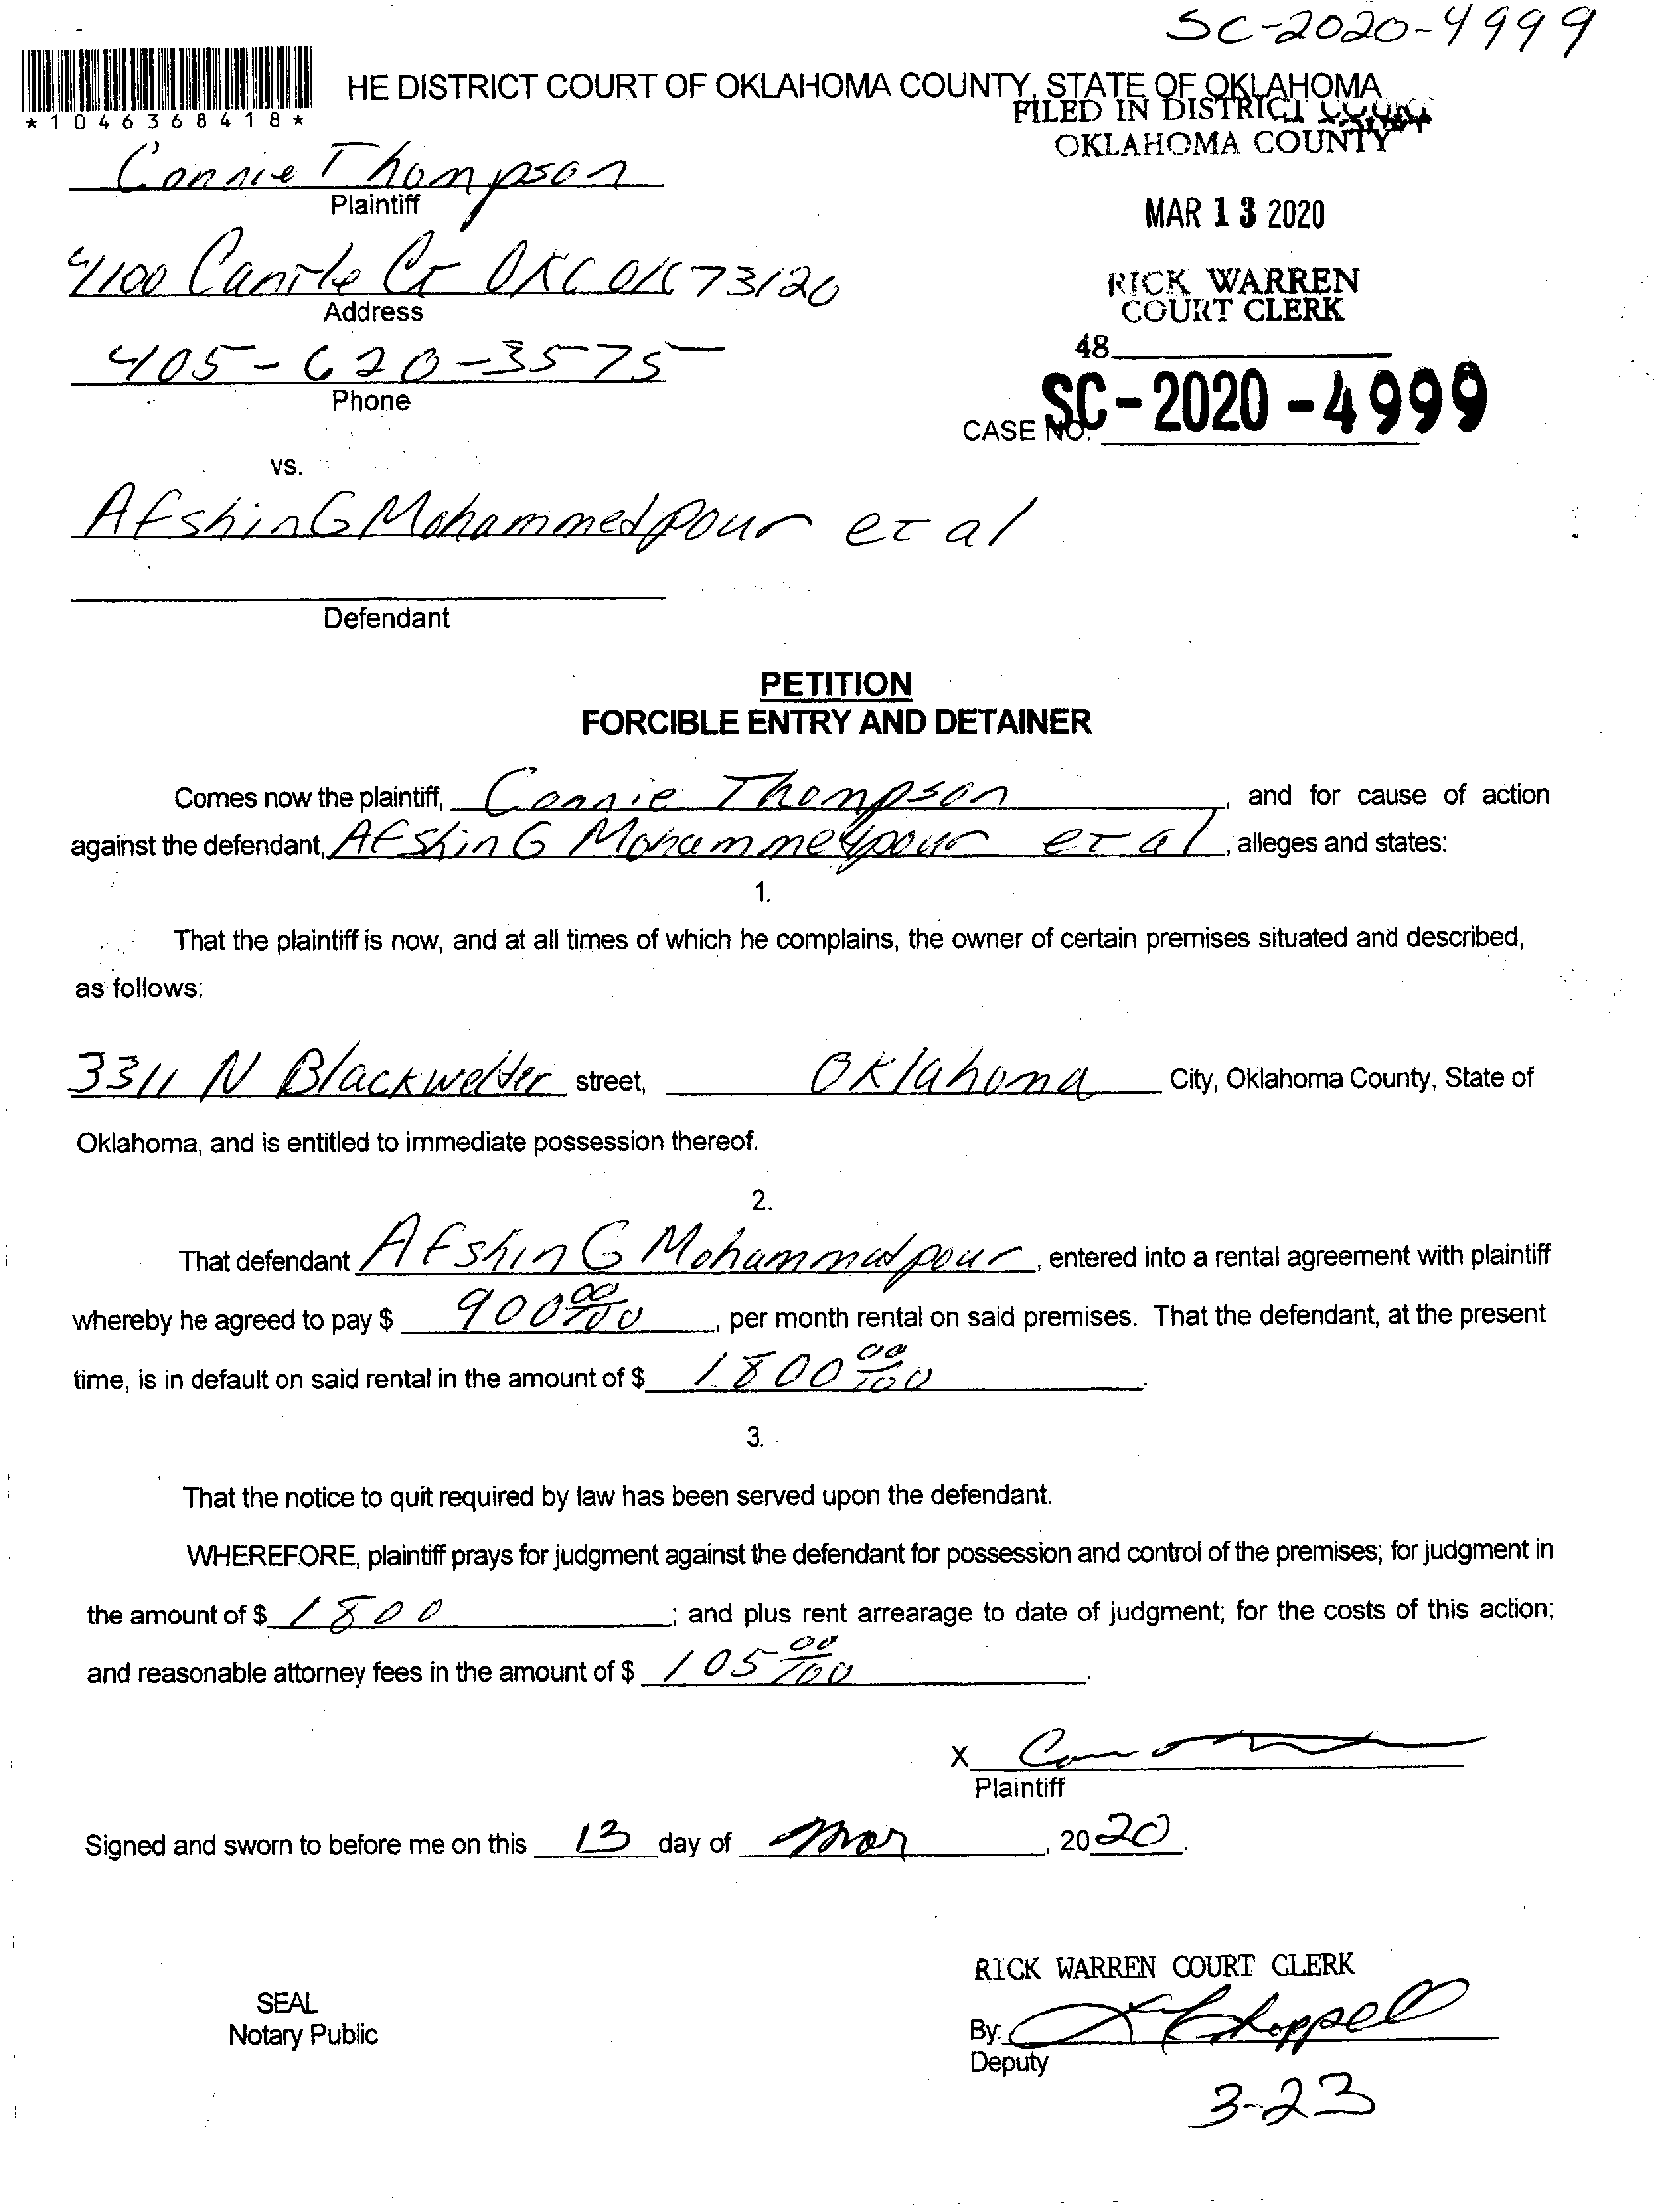 SC-2020-4999
HE DISTRICT COURT OF OKLAHOMA COUNTY, STATE OF OKLAHOMA
*1046368418*
FILED IN DISTRICT COURT
OKLAHOMA COUNTY
Connie Thompson
Plaintiff
MAR 13 2020
4100 Cantle Ct OKC OK 73120
Address
RICK WARREN
COURT CLERK
405-620-3575
Phone
48
CASE NO. SC-2020-4999
vs.
Afshin G Mohammedpour et al
Defendant
PETITION
FORCIBLE ENTRY AND DETAINER
Comes now the plaintiff, Connie Thompson, and for cause of action
against the defendant, Afshin G Mohammedpour et al, alleges and states:
1.
That the plaintiff is now, and at all times of which he complains, the owner of certain premises situated and described,
as follows:
3311 N Blackwelder street, Oklahoma City, Oklahoma County, State of
Oklahoma, and is entitled to immediate possession thereof.
2.
That defendant Afshin G Mohammadpour, entered into a rental agreement with plaintiff
whereby he agreed to pay $ 900 00/100, per month rental on said premises. That the defendant, at the present
time, is in default on said rental in the amount of $ 1800 00/100.
3.
That the notice to quit required by law has been served upon the defendant.
WHEREFORE, plaintiff prays for judgment against the defendant for possession and control of the premises; for judgment in
the amount of $ 1800; and plus rent arrearage to date of judgment; for the costs of this action;
and reasonable attorney fees in the amount of $ 105 00/100.
X
Plaintiff
Signed and sworn to before me on this 13 day of Mar, 2020.
RICK WARREN COURT CLERK
SEAL
Notary Public
By: Chappell
Deputy
3-23